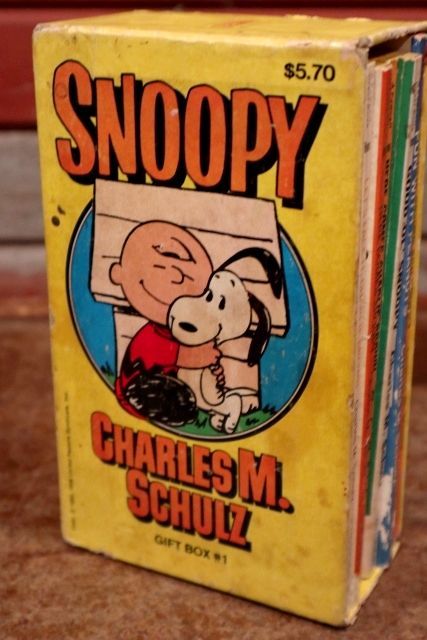 $5.70
SNOOPY
CHARLES M.
SCHULZ
GIFT BOX #1